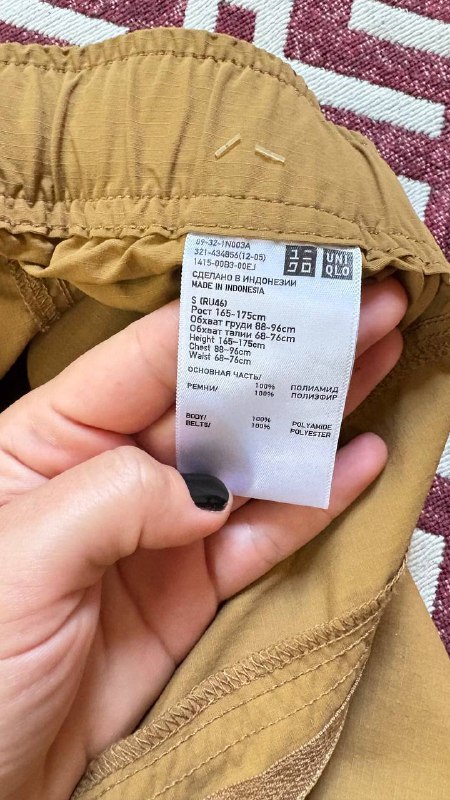 09-32-1N003A
321-434856(12-05)
1415-00B3-00EJ
UNI
QLO
СДЕЛАНО В ИНДОНЕЗИИ
MADE IN INDONESIA
S (RU46)
Рост 165-175cm
Обхват груди 88-96cm
Обхват талии 68-76cm
Height 165-175cm
Chest 88-96cm
Waist 68-76cm
ОСНОВНАЯ ЧАСТЬ/ 100% ПОЛИАМИД
РЕМНИ/ 100% ПОЛИЭФИР
BODY/ 100% POLYAMIDE
BELTS/ 100% POLYESTER